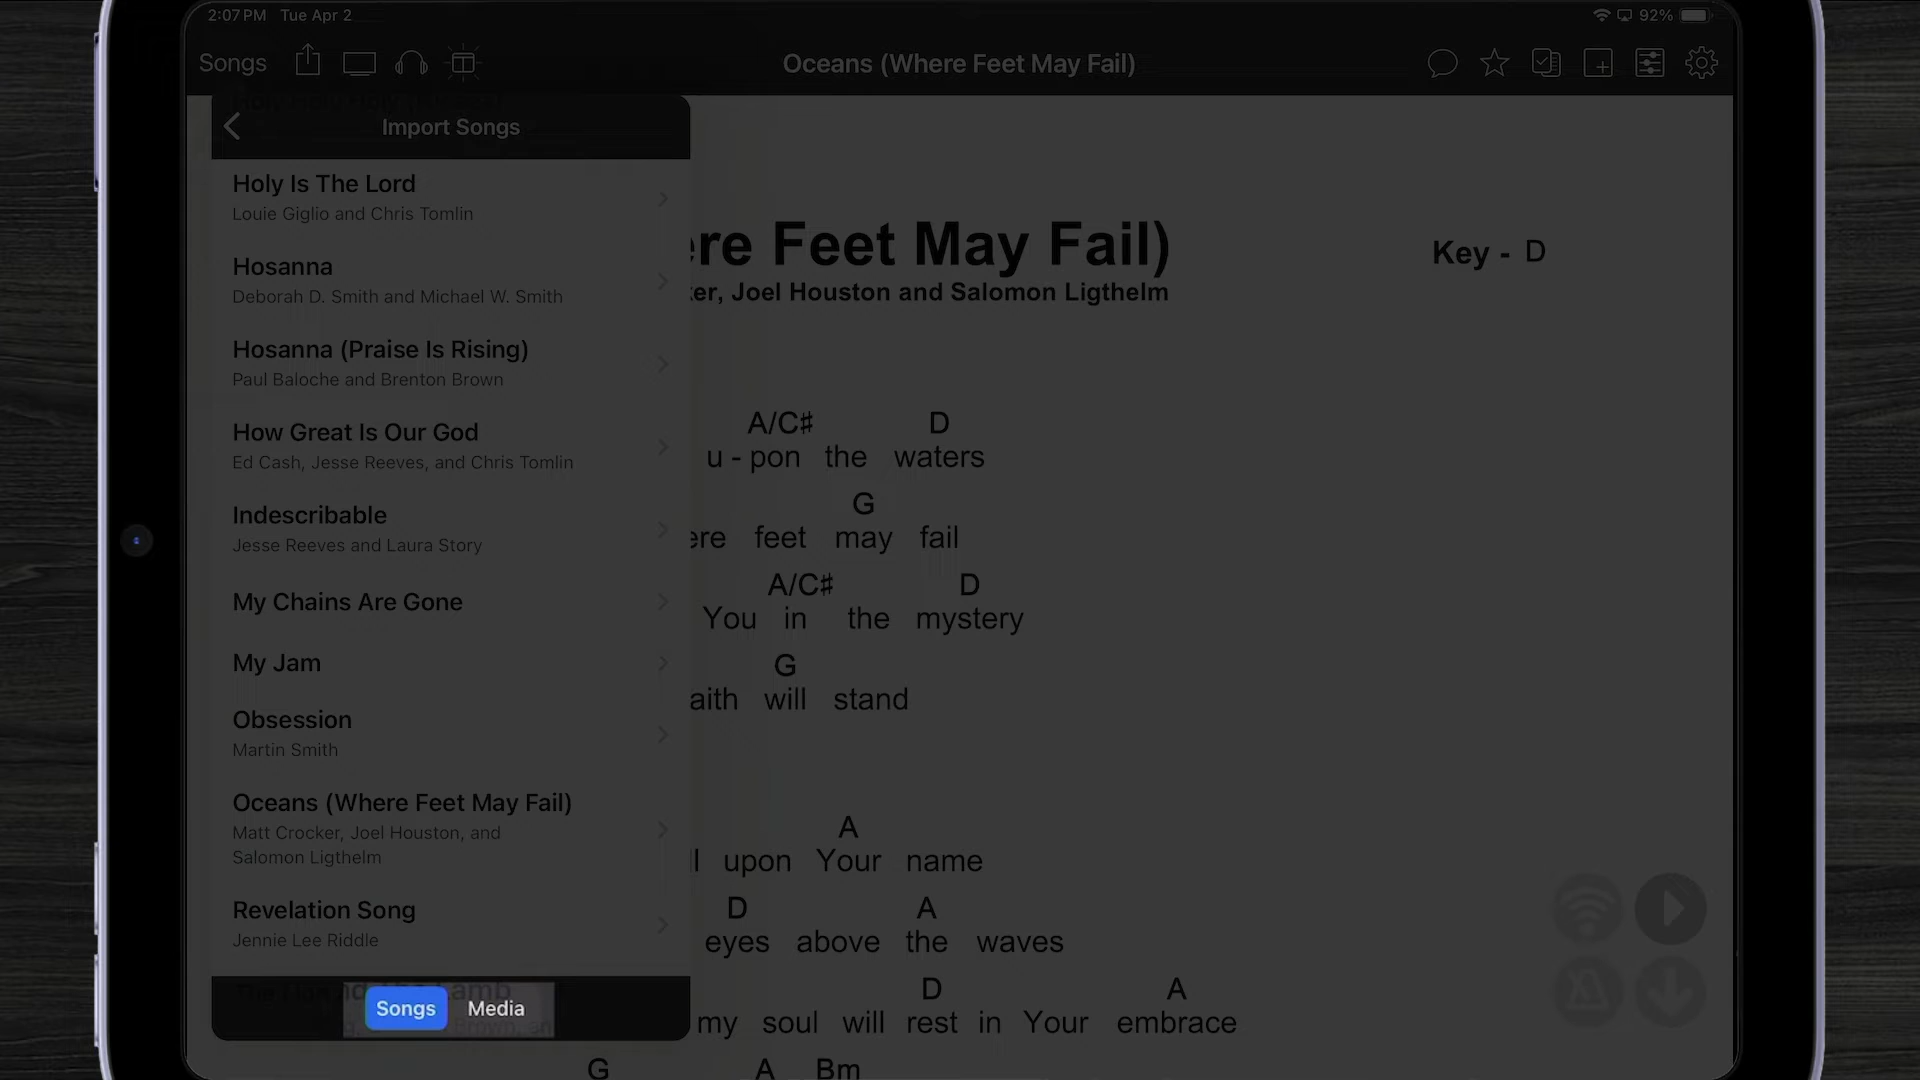 2:07 PM Tue Apr 2
92%
Songs
Oceans (Where Feet May Fail)
Import Songs
Holy Is The Lord
Louie Giglio and Chris Tomlin
Hosanna
Deborah D. Smith and Michael W. Smith
Hosanna (Praise Is Rising)
Paul Baloche and Brenton Brown
How Great Is Our God
Ed Cash, Jesse Reeves, and Chris Tomlin
Indescribable
Jesse Reeves and Laura Story
My Chains Are Gone
My Jam
Obsession
Martin Smith
Oceans (Where Feet May Fail)
Matt Crocker, Joel Houston, and
Salomon Ligthelm
Revelation Song
Jennie Lee Riddle
Songs Media
ere Feet May Fail)
Key - D
ker, Joel Houston and Salomon Ligthelm
A/C♯ D
u - pon the waters
G
ere feet may fail
A/C♯ D
You in the mystery
G
aith will stand
A
ll upon Your name
D A
eyes above the waves
D A
my soul will rest in Your embrace
G A Bm